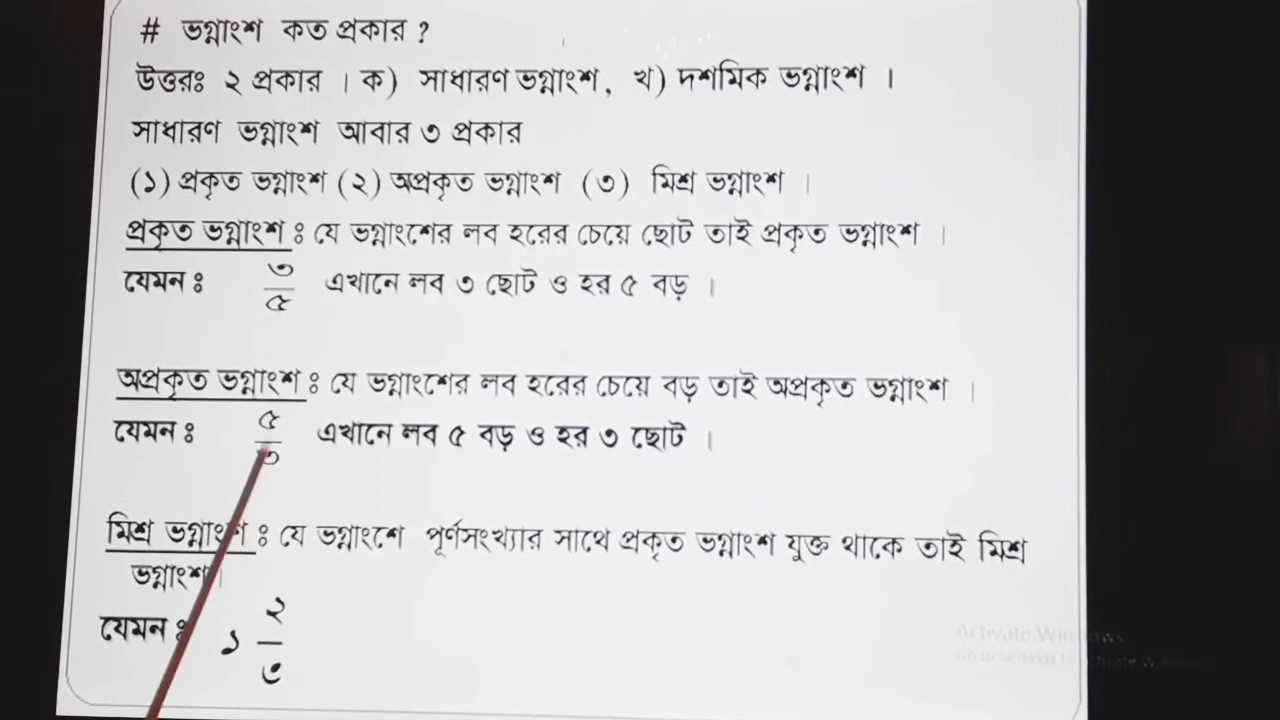 # ভগ্নাংশ কত প্রকার ?
উত্তরঃ ২ প্রকার । ক) সাধারণ ভগ্নাংশ, খ) দশমিক ভগ্নাংশ ।
সাধারণ ভগ্নাংশ আবার ৩ প্রকার
(১) প্রকৃত ভগ্নাংশ (২) অপ্রকৃত ভগ্নাংশ (৩) মিশ্র ভগ্নাংশ ।
প্রকৃত ভগ্নাংশ ঃ যে ভগ্নাংশের লব হরের চেয়ে ছোট তাই প্রকৃত ভগ্নাংশ ।
যেমন ঃ ৩/৫ এখানে লব ৩ ছোট ও হর ৫ বড় ।
অপ্রকৃত ভগ্নাংশ ঃ যে ভগ্নাংশের লব হরের চেয়ে বড় তাই অপ্রকৃত ভগ্নাংশ ।
যেমন ঃ ৫/৩ এখানে লব ৫ বড় ও হর ৩ ছোট ।
মিশ্র ভগ্নাংশ ঃ যে ভগ্নাংশে পূর্ণসংখ্যার সাথে প্রকৃত ভগ্নাংশ যুক্ত থাকে তাই মিশ্র
ভগ্নাংশ।
যেমন ঃ ১ ২/৩
Activate Windows